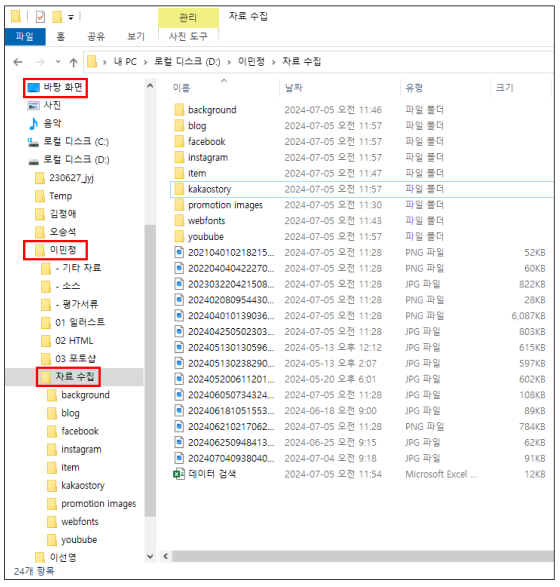 관리 자료 수집
파일 홈 공유 보기 사진 도구
내 PC > 로컬 디스크 (D:) > 이민정 > 자료 수집
바탕 화면
사진
음악
로컬 디스크 (C:)
로컬 디스크 (D:)
230627_jyj
Temp
김정애
오승석
이민정
- 기타 자료
- 소스
- 평가서류
01 일러스트
02 HTML
03 포토샵
자료 수집
background
blog
facebook
instagram
item
kakaostory
promotion images
webfonts
youbube
이선영
이름 날짜 유형 크기
background 2024-07-05 오전 11:46 파일 폴더
blog 2024-07-05 오전 11:57 파일 폴더
facebook 2024-07-05 오전 11:57 파일 폴더
instagram 2024-07-05 오전 11:57 파일 폴더
item 2024-07-05 오전 11:47 파일 폴더
kakaostory 2024-07-05 오전 11:57 파일 폴더
promotion images 2024-07-05 오전 11:30 파일 폴더
webfonts 2024-07-05 오전 11:43 파일 폴더
youbube 2024-07-05 오전 11:57 파일 폴더
202104010218215... 2024-07-05 오전 11:28 PNG 파일 52KB
202204040422270... 2024-07-05 오전 11:28 PNG 파일 60KB
202303220421508... 2024-07-05 오전 11:28 JPG 파일 822KB
202402080954430... 2024-07-05 오전 11:28 PNG 파일 28KB
202404010139036... 2024-07-05 오전 11:28 PNG 파일 6,087KB
202404250502303... 2024-07-05 오전 11:28 JPG 파일 803KB
202405130130596... 2024-05-13 오후 12:12 JPG 파일 615KB
202405130238290... 2024-05-13 오후 2:07 JPG 파일 597KB
202405200611201... 2024-05-20 오후 6:01 JPG 파일 602KB
202406050734324... 2024-07-05 오전 11:28 JPG 파일 108KB
202406181051553... 2024-06-18 오전 9:00 JPG 파일 89KB
202406210217062... 2024-07-05 오전 11:28 PNG 파일 784KB
202406250948413... 2024-06-25 오전 9:15 JPG 파일 62KB
202407040938040... 2024-07-04 오전 9:18 JPG 파일 91KB
데이터 검색 2024-07-05 오전 11:54 Microsoft Excel ... 12KB
24개 항목